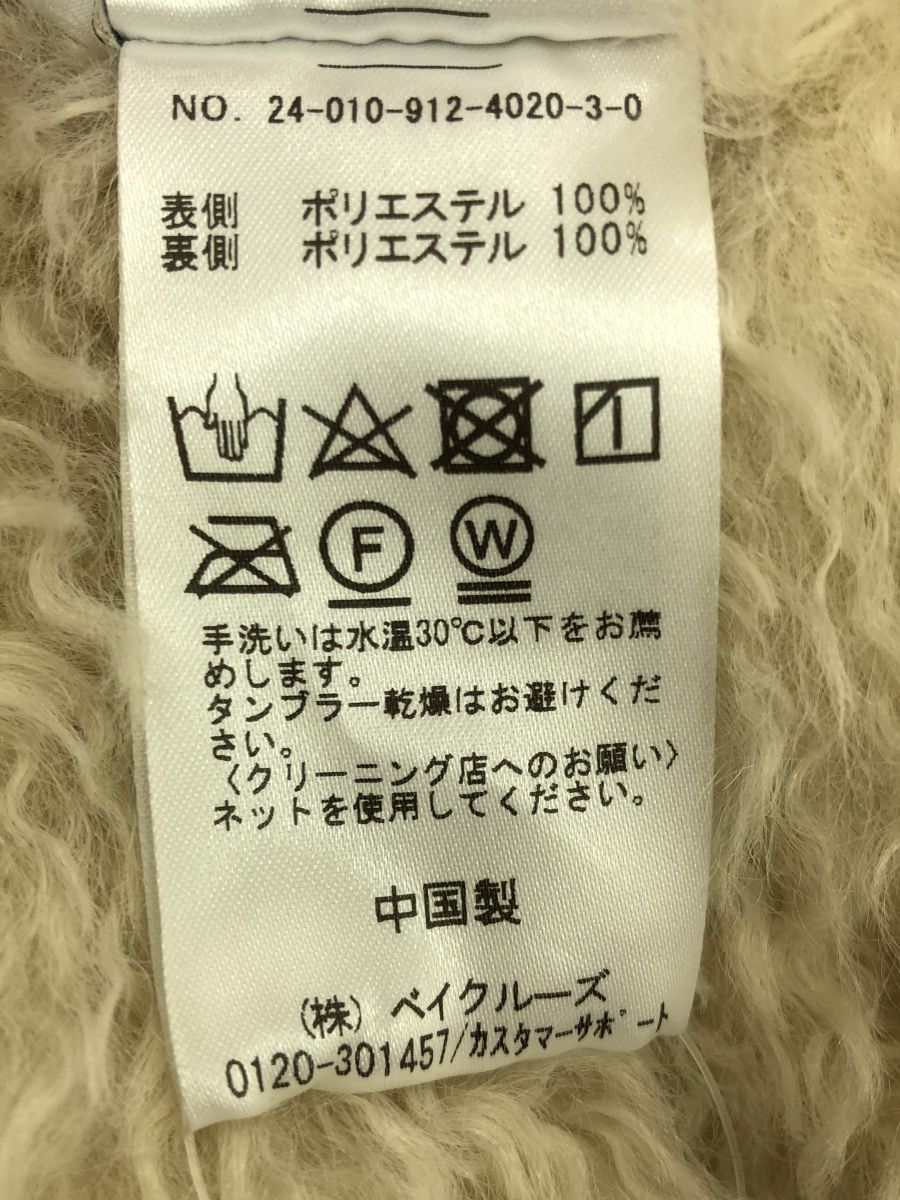 NO. 24-010-912-4020-3-0
表側 ポリエステル 100%
裏側 ポリエステル 100%
F W
手洗いは水温30℃以下をお薦
めします。
タンブラー乾燥はお避けくだ
さい。
〈クリーニング店へのお願い〉
ネットを使用してください。
中国製
(株) ベイクルーズ
0120-301457/カスタマーサポート